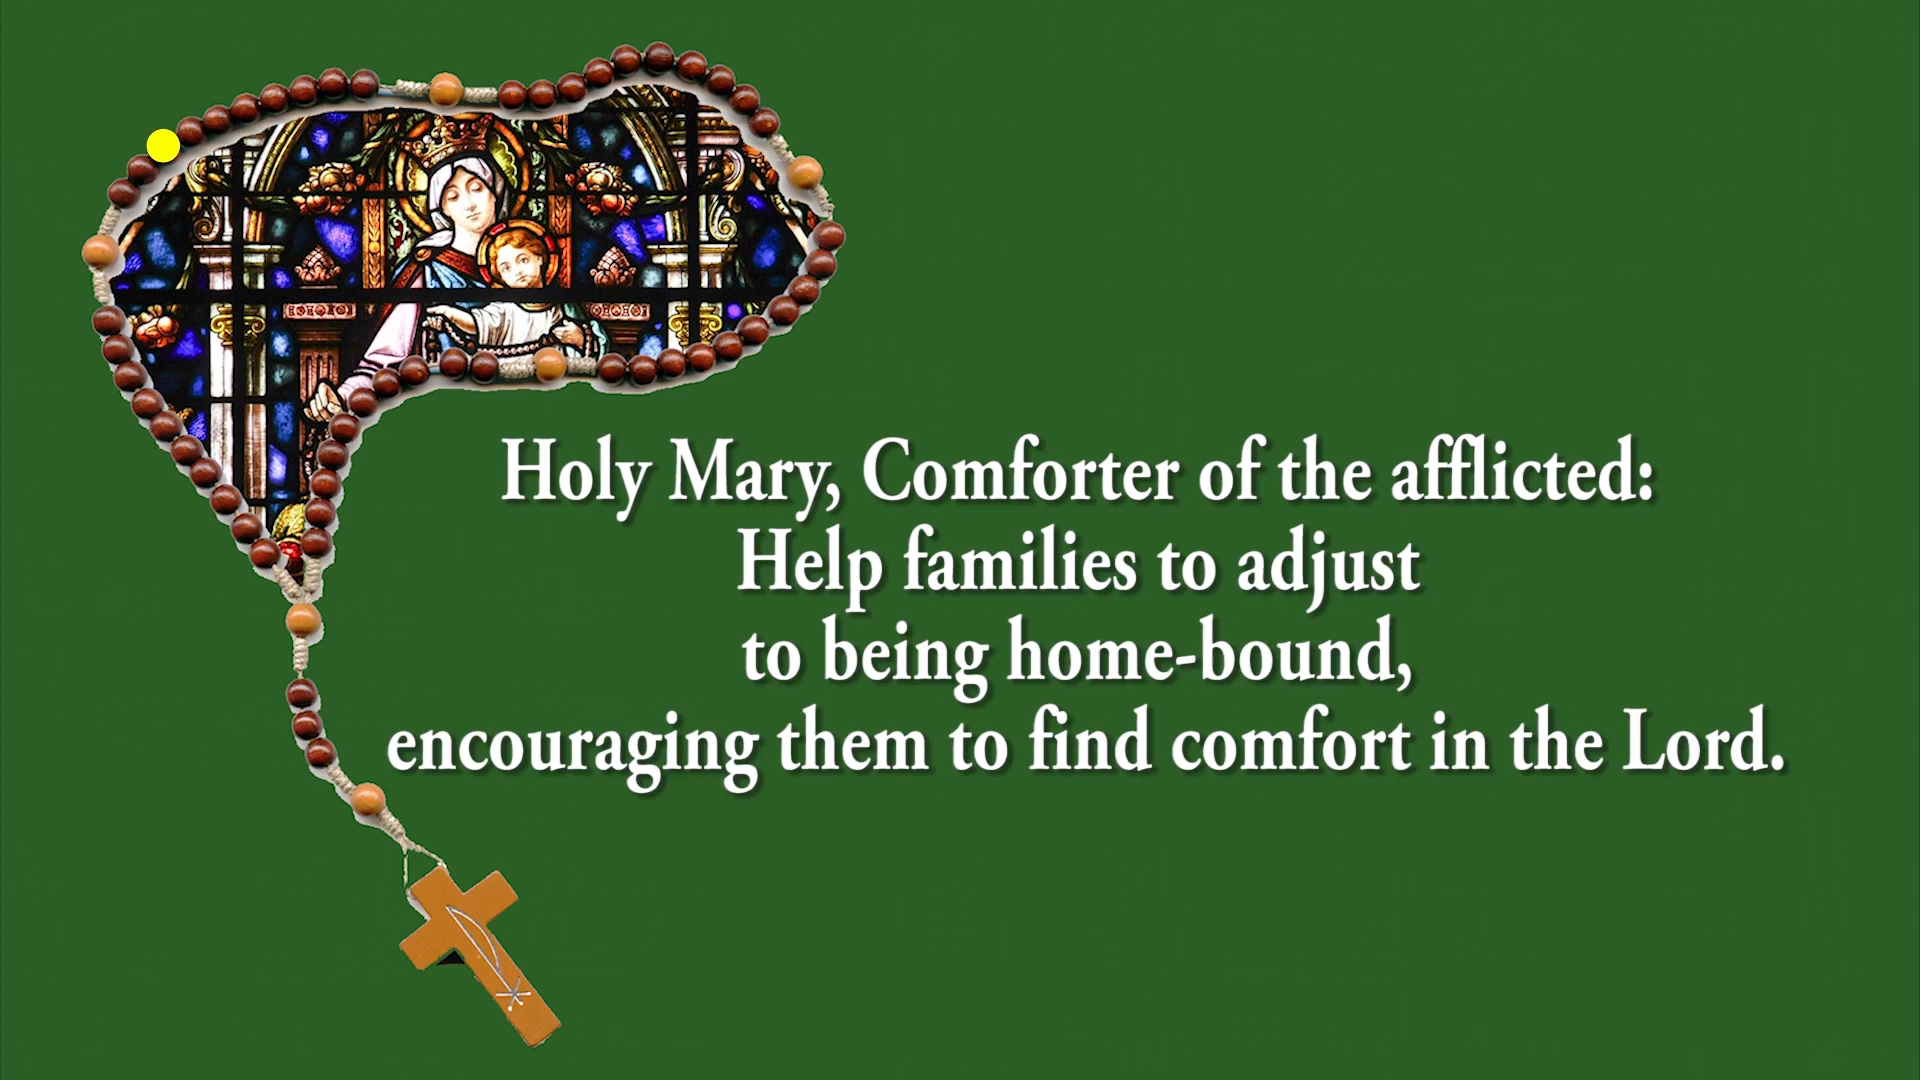 Holy Mary, Comforter of the afflicted:
Help families to adjust
to being home-bound,
encouraging them to find comfort in the Lord.